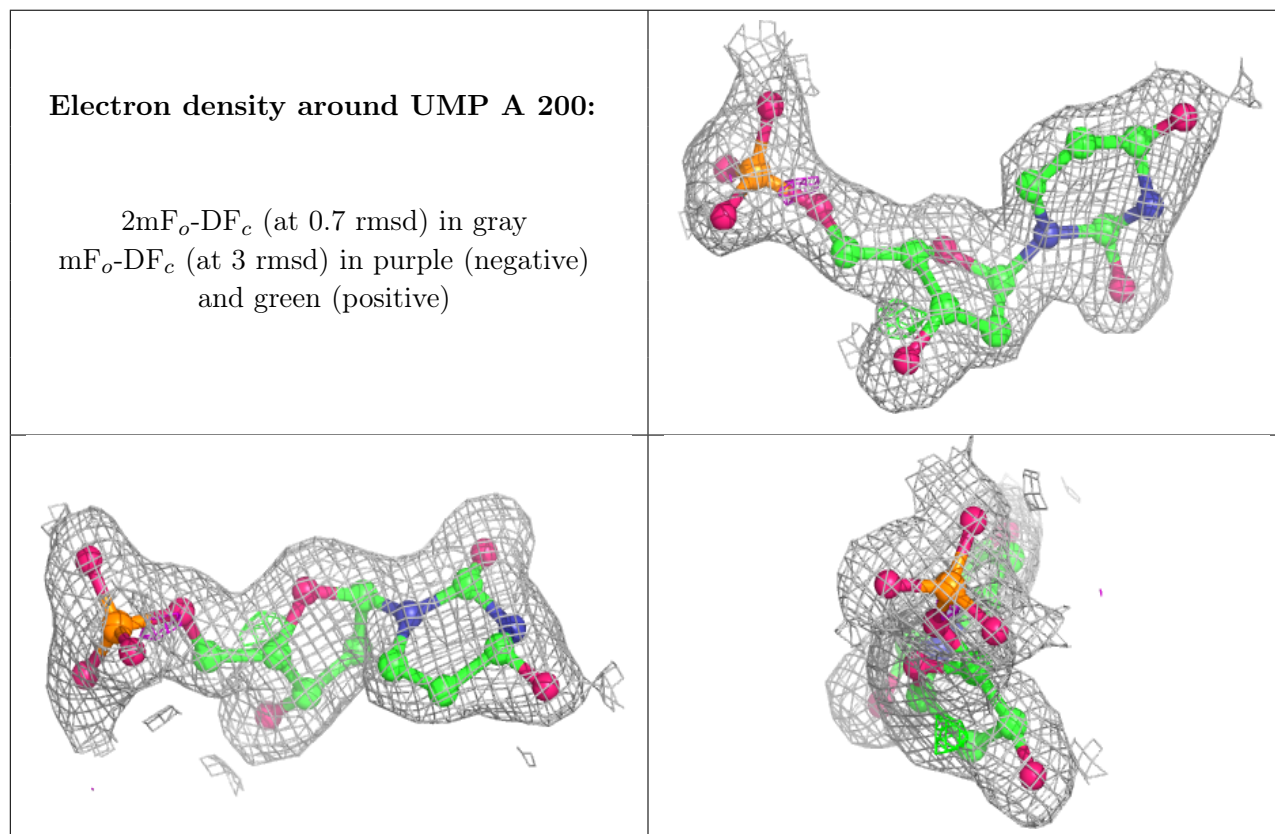 Electron density around UMP A 200:
2mFₒ-DF𝒸 (at 0.7 rmsd) in gray
mFₒ-DF𝒸 (at 3 rmsd) in purple (negative)
and green (positive)